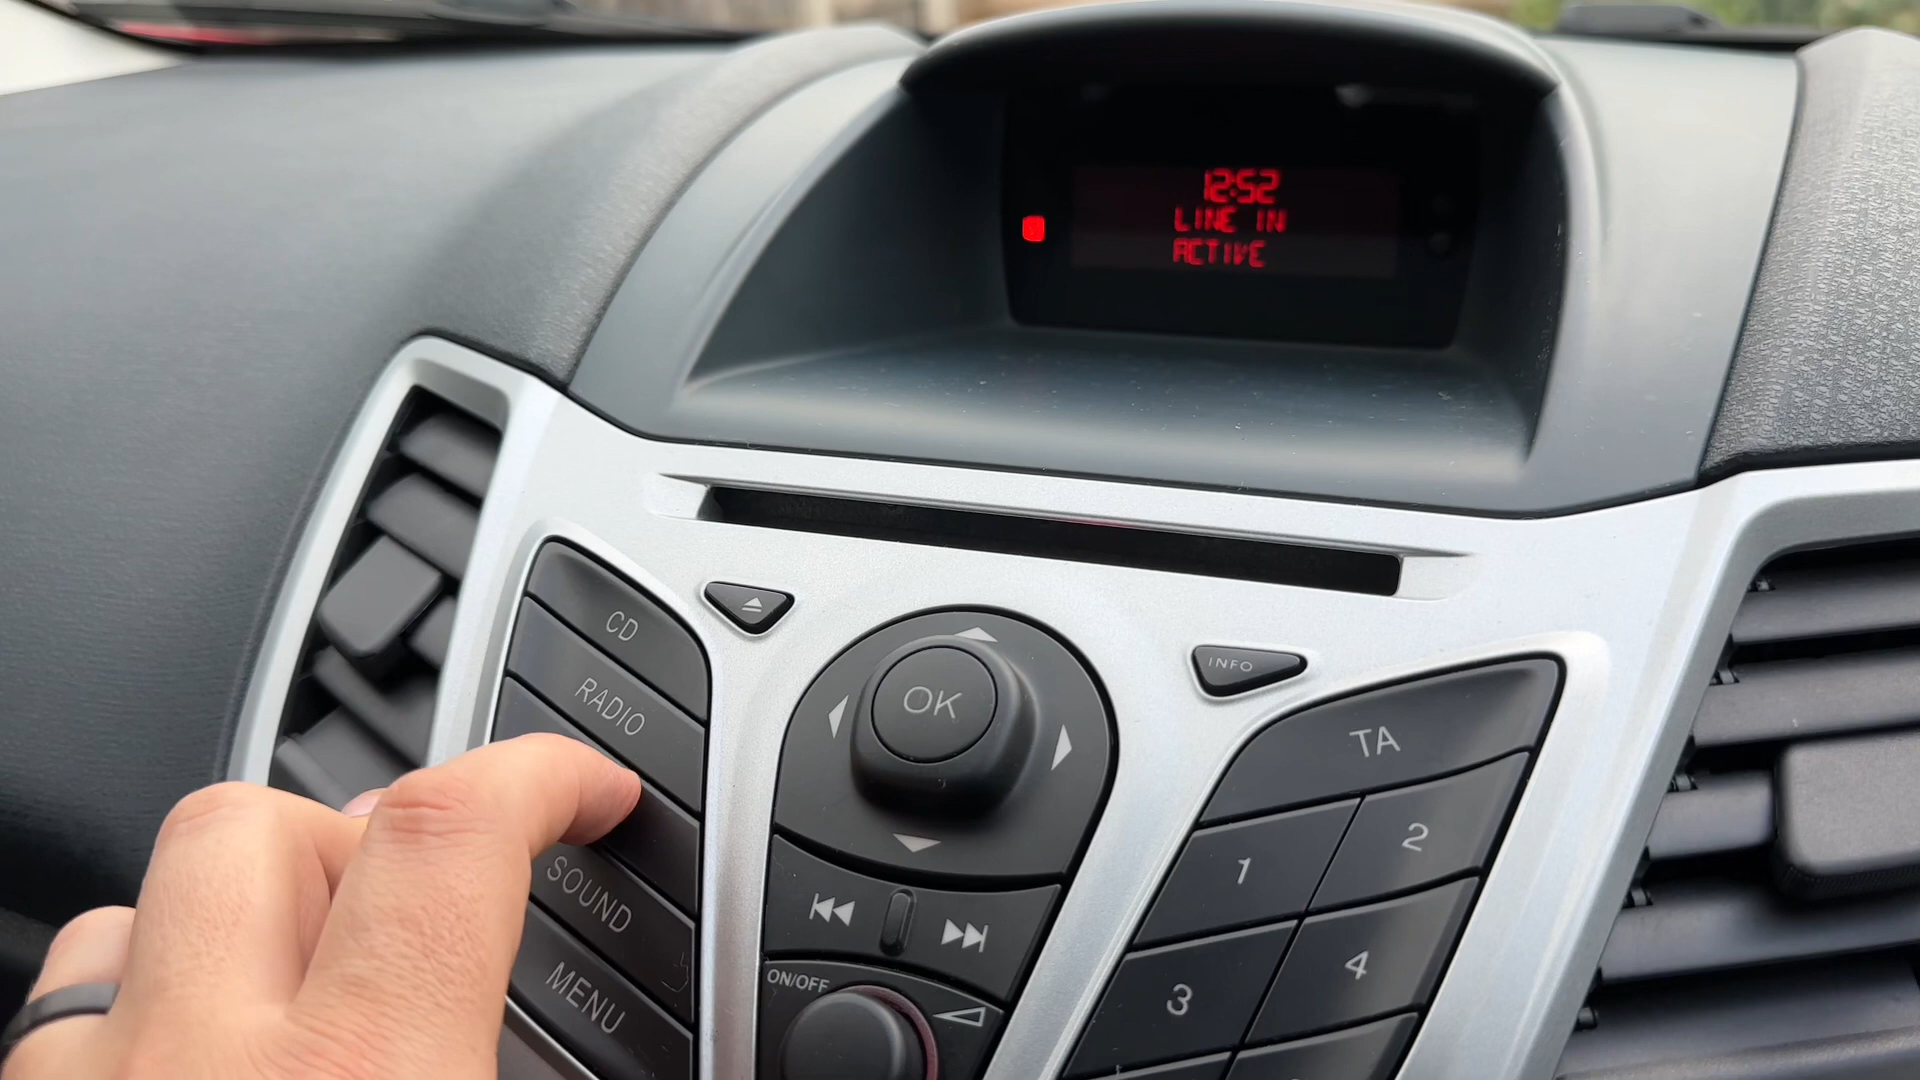 12:52
LINE IN
ACTIVE
CD
RADIO
SOUND
MENU
OK
INFO
ON/OFF
TA
1
2
3
4